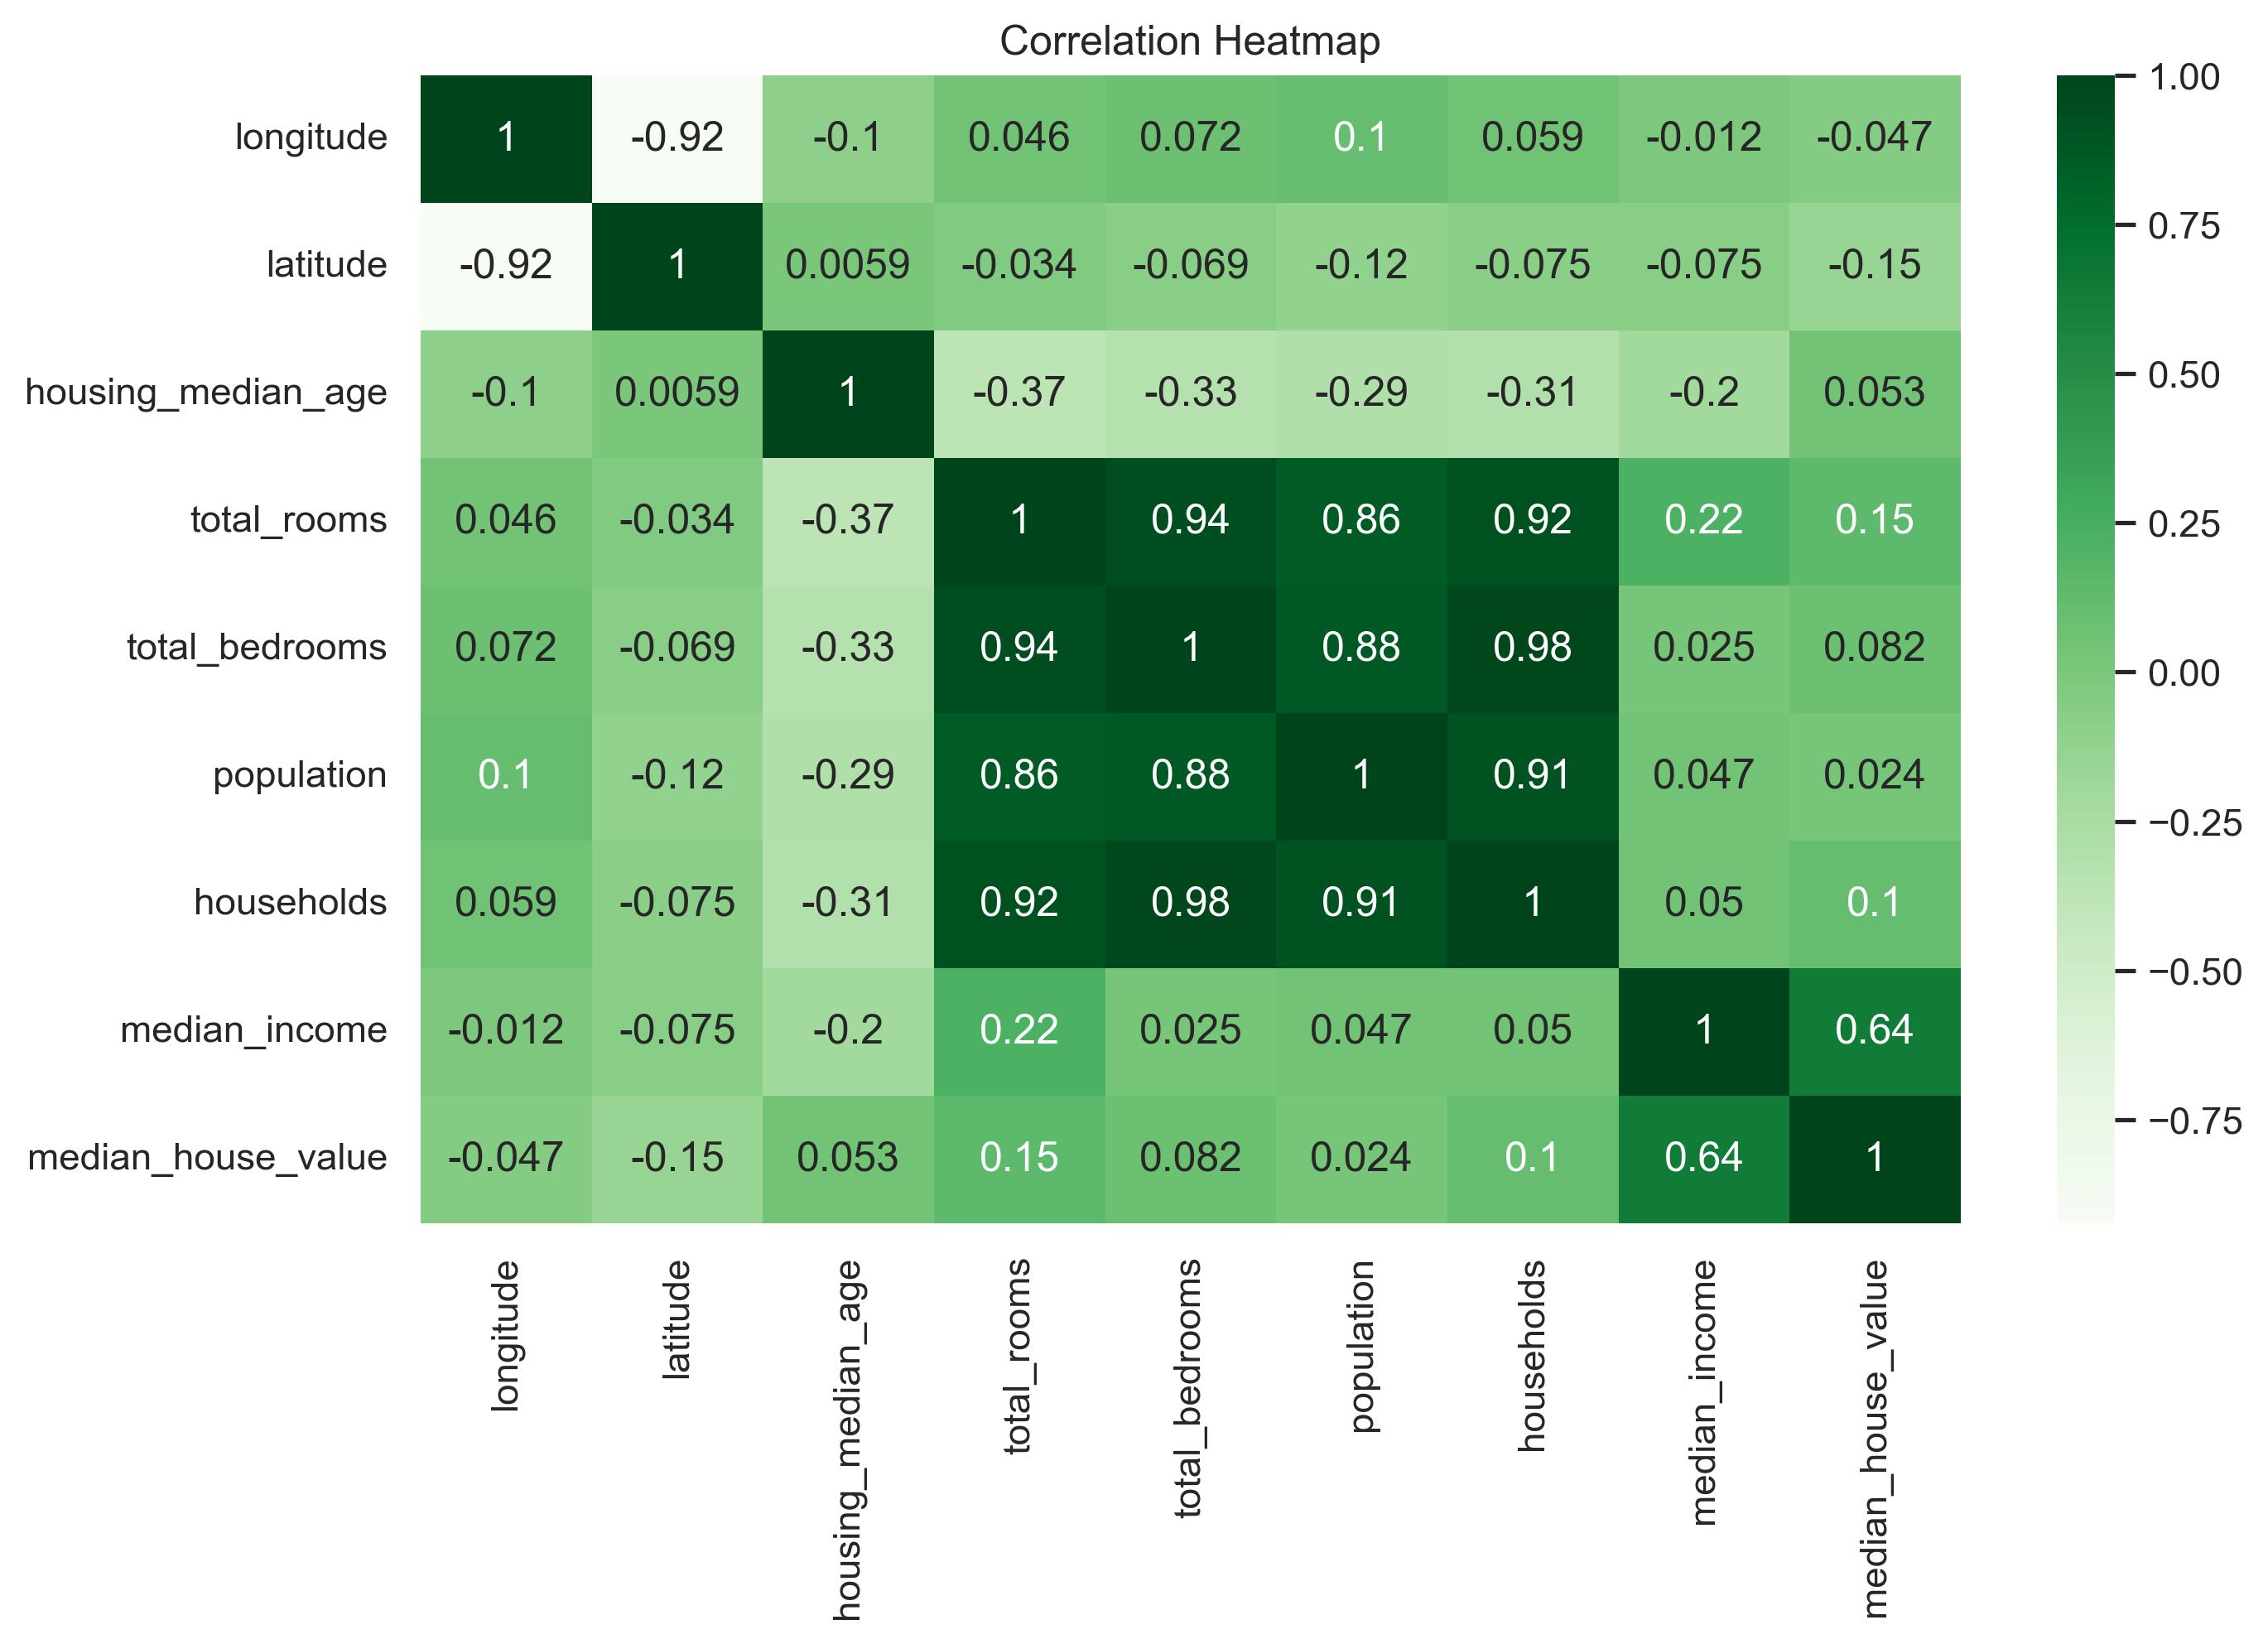 Correlation Heatmap
longitude 1 -0.92 -0.1 0.046 0.072 0.1 0.059 -0.012 -0.047
latitude -0.92 1 0.0059 -0.034 -0.069 -0.12 -0.075 -0.075 -0.15
housing_median_age -0.1 0.0059 1 -0.37 -0.33 -0.29 -0.31 -0.2 0.053
total_rooms 0.046 -0.034 -0.37 1 0.94 0.86 0.92 0.22 0.15
total_bedrooms 0.072 -0.069 -0.33 0.94 1 0.88 0.98 0.025 0.082
population 0.1 -0.12 -0.29 0.86 0.88 1 0.91 0.047 0.024
households 0.059 -0.075 -0.31 0.92 0.98 0.91 1 0.05 0.1
median_income -0.012 -0.075 -0.2 0.22 0.025 0.047 0.05 1 0.64
median_house_value -0.047 -0.15 0.053 0.15 0.082 0.024 0.1 0.64 1
longitude
latitude
housing_median_age
total_rooms
total_bedrooms
population
households
median_income
median_house_value
1.00
0.75
0.50
0.25
0.00
−0.25
−0.50
−0.75